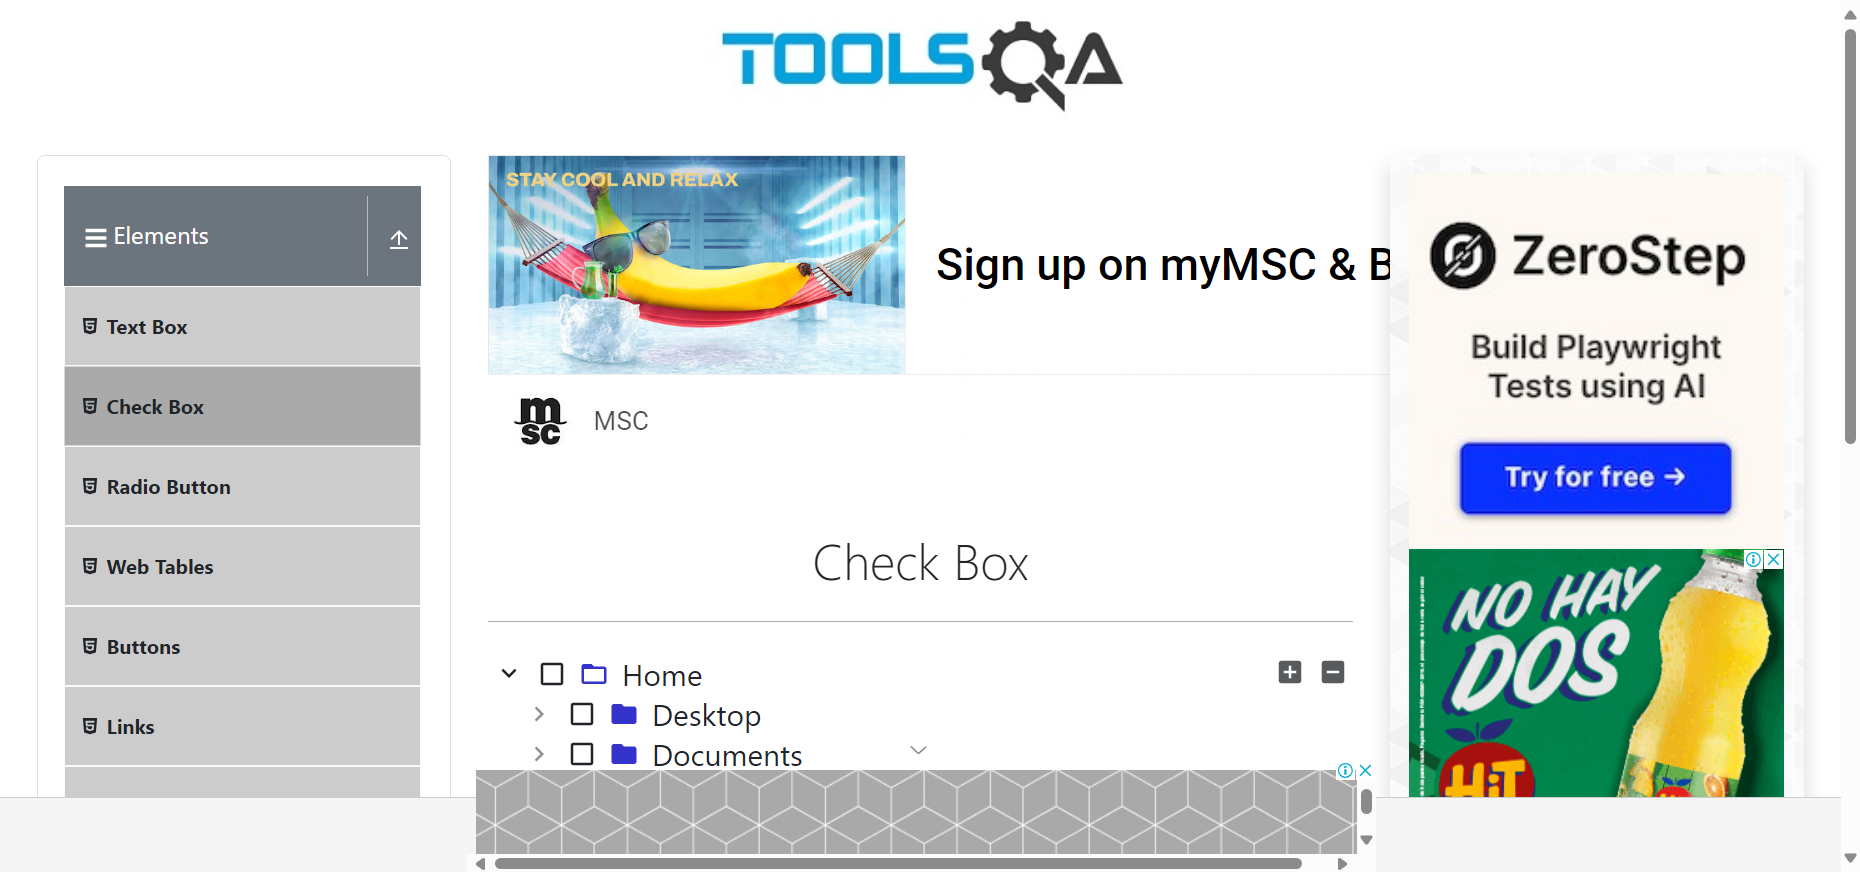 TOOLSQA
Elements
Text Box
Check Box
Radio Button
Web Tables
Buttons
Links
STAY COOL AND RELAX
Sign up on myMSC & B
msc
MSC
Check Box
Home
Desktop
Documents
ZeroStep
Build Playwright
Tests using AI
Try for free →
NO HAY
DOS
HiT